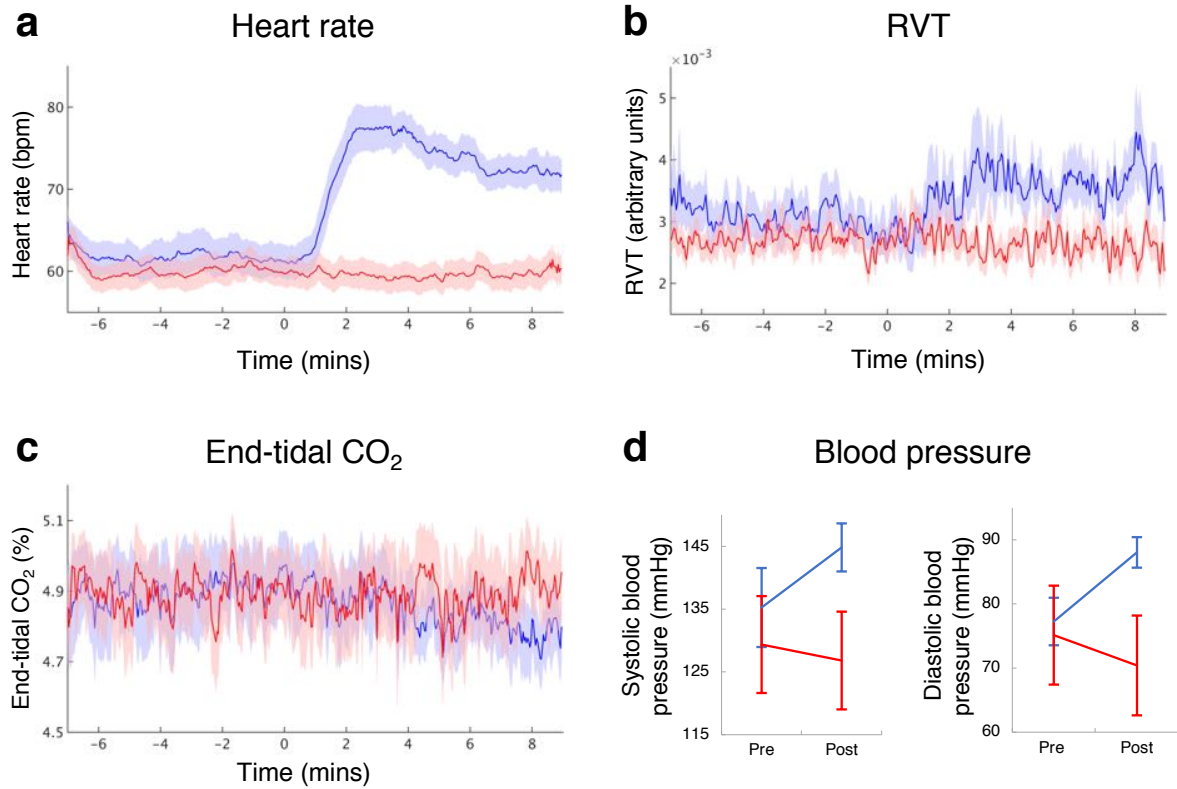 a
Heart rate
Heart rate (bpm)
80
70
60
−6 −4 −2 0 2 4 6 8
Time (mins)
b
RVT
×10⁻³
RVT (arbitrary units)
5
4
3
2
−6 −4 −2 0 2 4 6 8
Time (mins)
c
End-tidal CO₂
End-tidal CO₂ (%)
5.1
4.9
4.7
4.5
−6 −4 −2 0 2 4 6 8
Time (mins)
d
Blood pressure
Systolic blood
pressure (mmHg)
145
135
125
115
Pre Post
Diastolic blood
pressure (mmHg)
90
80
70
60
Pre Post